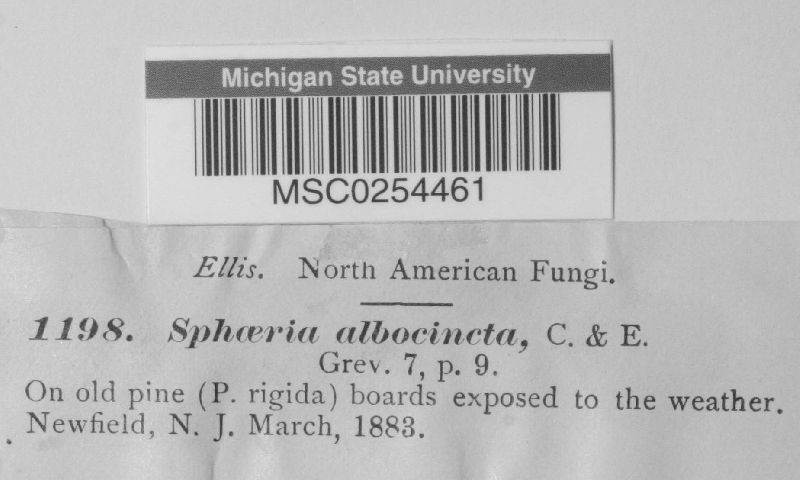 Michigan State University
MSC0254461
Ellis. North American Fungi.
1198. Sphæria albocincta, C. & E.
Grev. 7, p. 9.
On old pine (P. rigida) boards exposed to the weather.
Newfield, N. J. March, 1883.